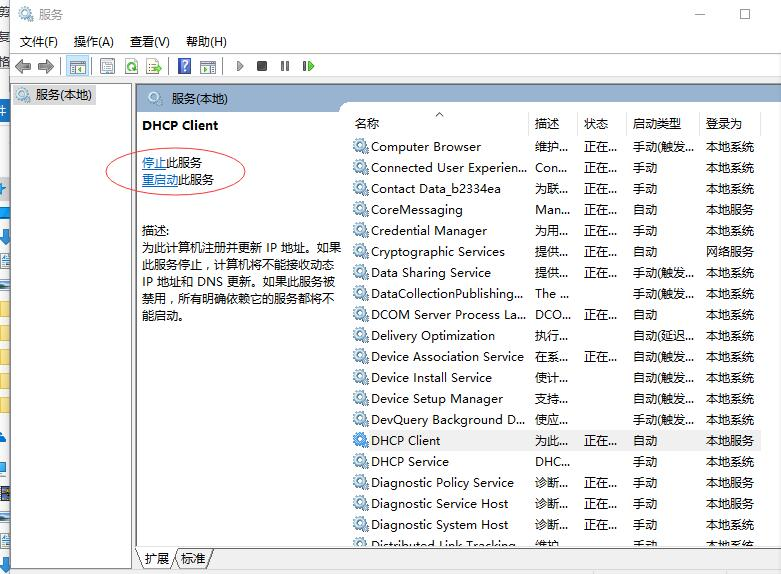 服务
文件(F) 操作(A) 查看(V) 帮助(H)
服务(本地)
服务(本地)
DHCP Client
停止此服务
重启动此服务
描述:
为此计算机注册并更新 IP 地址。如果
此服务停止，计算机将不能接收动态
IP 地址和 DNS 更新。如果此服务被
禁用，所有明确依赖它的服务都将不
能启动。
名称 描述 状态 启动类型 登录为
Computer Browser 维护... 正在... 手动(触发... 本地系统
Connected User Experien... Con... 正在... 手动 本地系统
Contact Data_b2334ea 为联... 正在... 手动 本地系统
CoreMessaging Man... 正在... 自动 本地服务
Credential Manager 为用... 正在... 手动 本地系统
Cryptographic Services 提供... 正在... 自动 网络服务
Data Sharing Service 提供... 正在... 手动(触发... 本地系统
DataCollectionPublishing... The ... 手动(触发... 本地系统
DCOM Server Process La... DCO... 正在... 自动 本地系统
Delivery Optimization 执行... 自动(延迟... 本地系统
Device Association Service 在系... 正在... 手动(触发... 本地系统
Device Install Service 使计... 手动(触发... 本地系统
Device Setup Manager 支持... 手动(触发... 本地系统
DevQuery Background D... 使应... 手动(触发... 本地系统
DHCP Client 为此... 正在... 自动 本地服务
DHCP Service DHC... 手动 本地系统
Diagnostic Policy Service 诊断... 正在... 手动 本地服务
Diagnostic Service Host 诊断... 正在... 手动 本地服务
Diagnostic System Host 诊断... 正在... 手动 本地系统
Distributed Link Tracking 维护 正在 手动 本地系统
扩展 标准